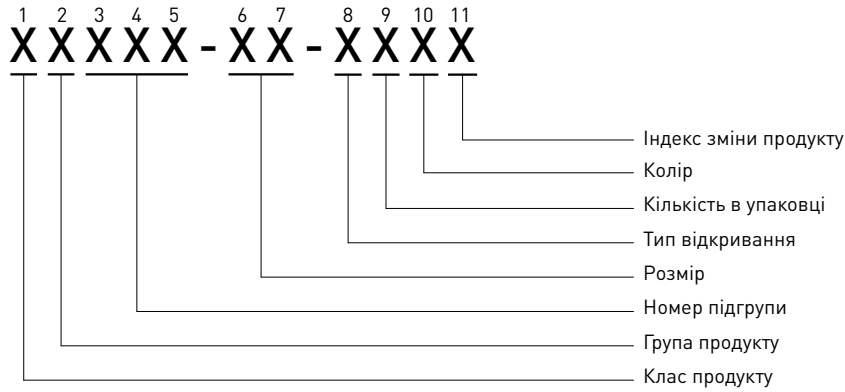 1 2 3 4 5 6 7 8 9 10 11
X X X X X - X X - X X X X
Індекс зміни продукту
Колір
Кількість в упаковці
Тип відкривання
Розмір
Номер підгрупи
Група продукту
Клас продукту